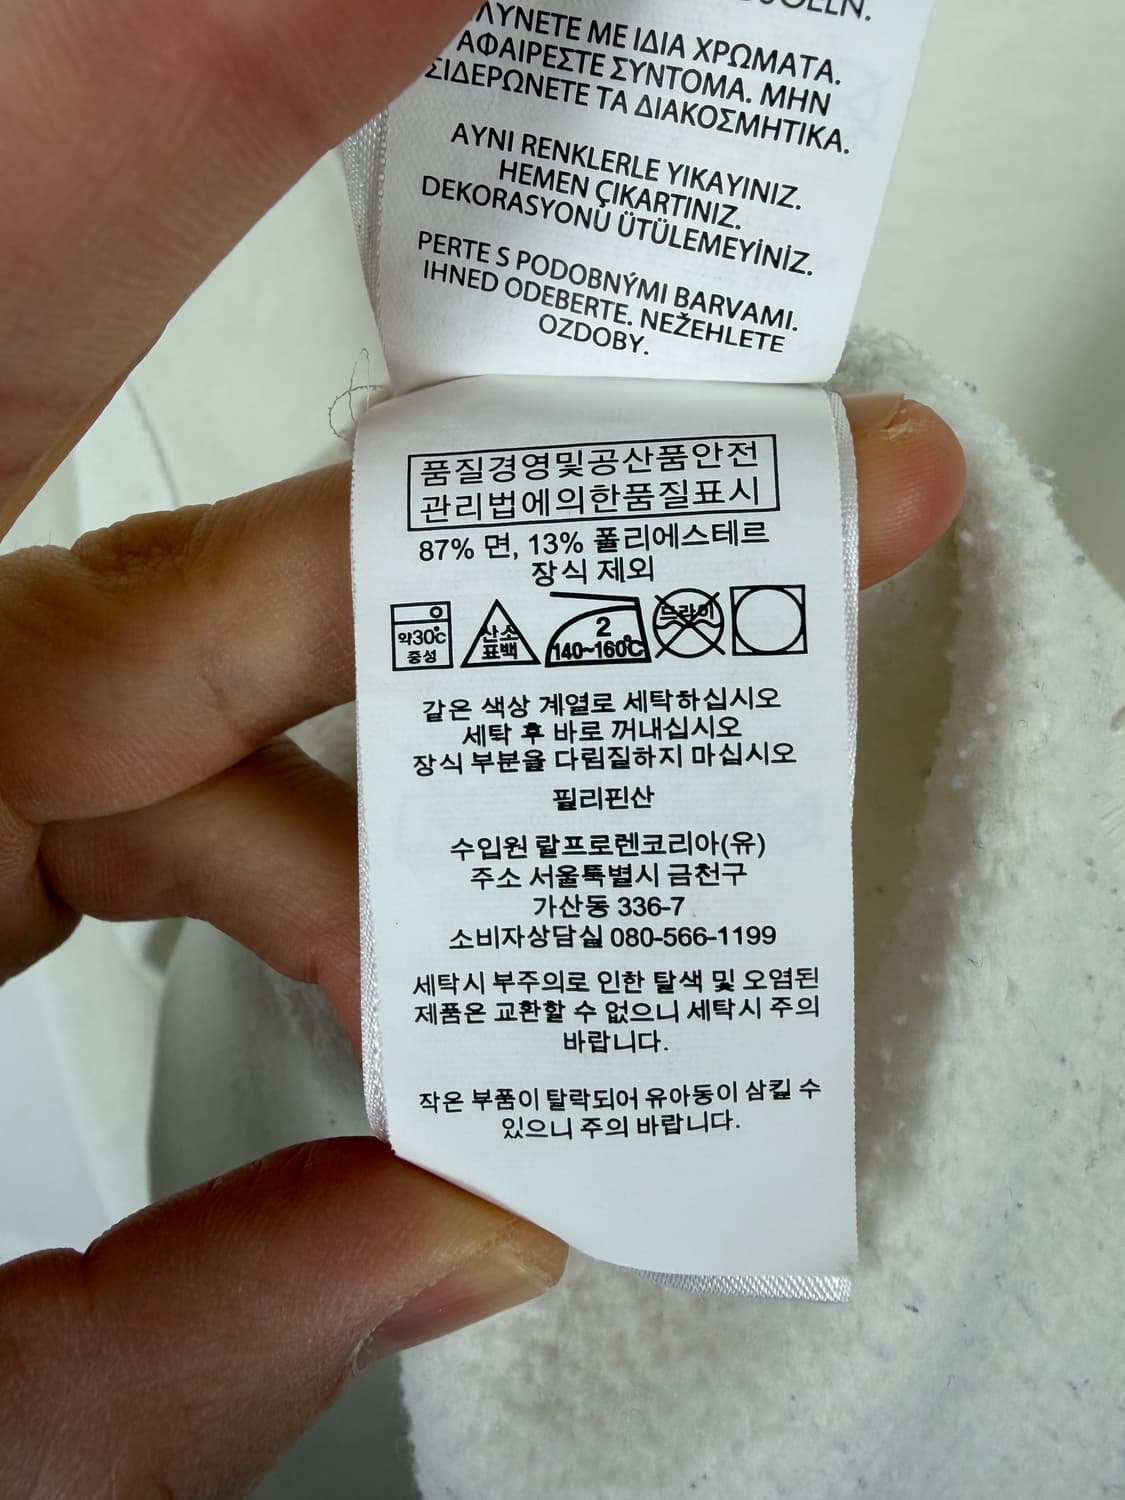 ΜΕ ΙΔΙΑ ΧΡΩΜΑΤΑ.
ΑΦΑΙΡΕΣΤΕ ΣΥΝΤΟΜΑ. ΜΗΝ
ΣΙΔΕΡΩΝΕΤΕ ΤΑ ΔΙΑΚΟΣΜΗΤΙΚΑ.
AYNI RENKLERLE YIKAYINIZ.
HEMEN ÇIKARTINIZ.
DEKORASYONU ÜTÜLEMEYİNİZ.
PERTE S PODOBNÝMI BARVAMI.
IHNED ODEBERTE. NEŽEHLETE
OZDOBY.
품질경영및공산품안전
관리법에의한품질표시
87% 면, 13% 폴리에스테르
장식 제외
약30℃
중성
산소
표백
2
140~160℃
드라이
같은 색상 계열로 세탁하십시오
세탁 후 바로 꺼내십시오
장식 부분을 다림질하지 마십시오
필리핀산
수입원 랄프로렌코리아(유)
주소 서울특별시 금천구
가산동 336-7
소비자상담실 080-566-1199
세탁시 부주의로 인한 탈색 및 오염된
제품은 교환할 수 없으니 세탁시 주의
바랍니다.
작은 부품이 탈락되어 유아동이 삼킬 수
있으니 주의 바랍니다.